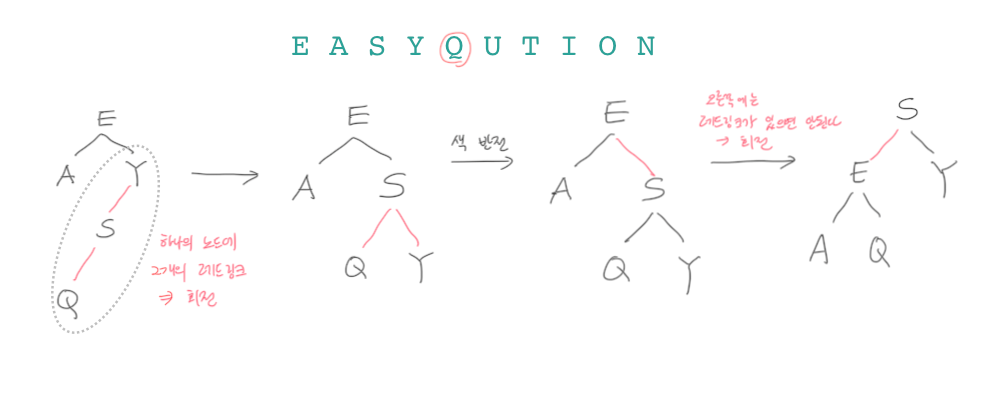 E A S Y Q U T I O N
E
A Y
S
Q
하나의 노드에
2개의 레드링크
⇒ 회전
E
A S
Q Y
색 반전
E
A S
Q Y
오른쪽에는
레드링크가 있으면 안된다
→ 회전
S
E Y
A Q